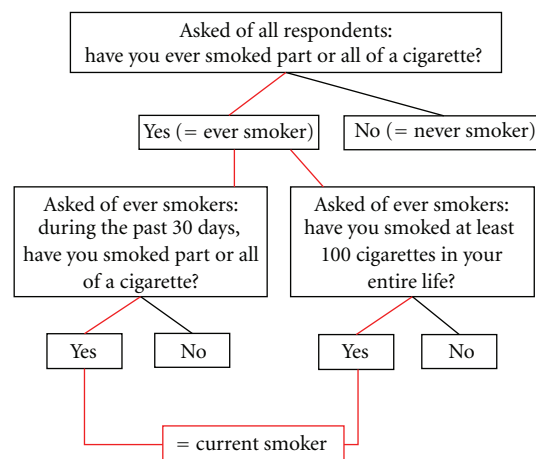 Asked of all respondents:
have you ever smoked part or all of a cigarette?
Yes (= ever smoker)
No (= never smoker)
Asked of ever smokers:
during the past 30 days,
have you smoked part or all
of a cigarette?
Asked of ever smokers:
have you smoked at least
100 cigarettes in your
entire life?
Yes
No
Yes
No
= current smoker